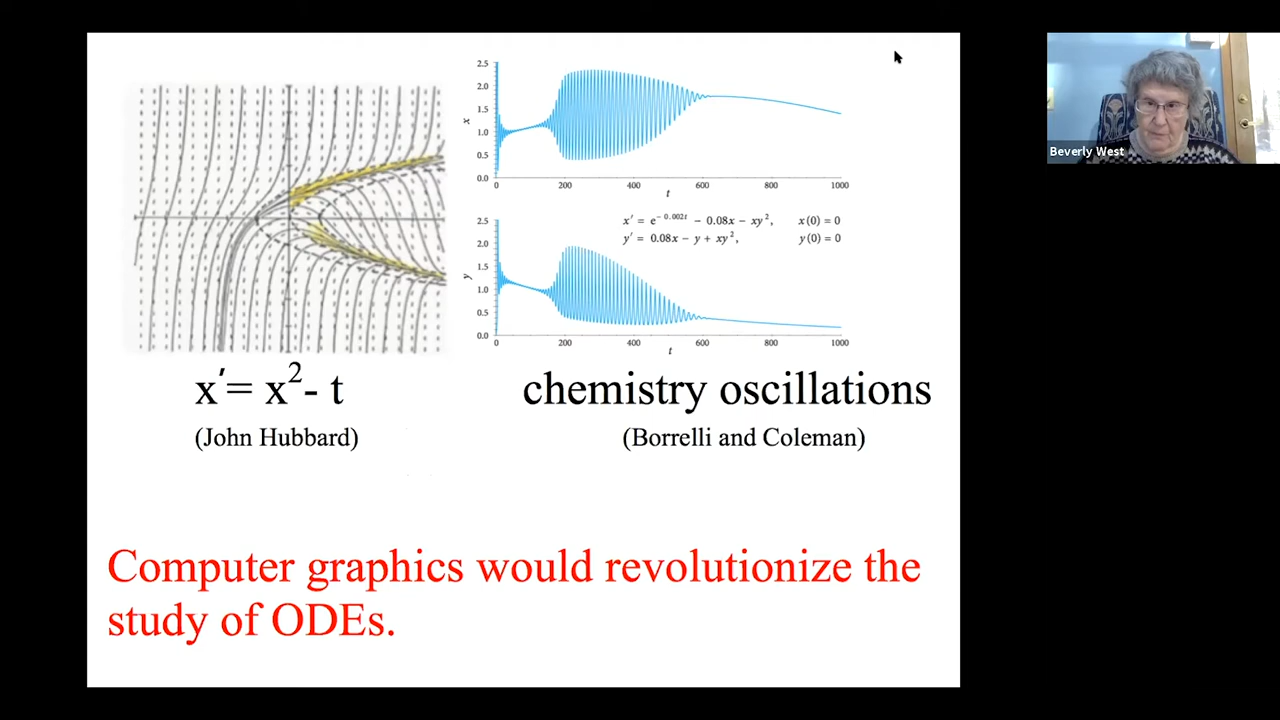 2.5
2.0
1.5
1.0
0.5
0.0
x
0 200 400 600 800 1000
t
x′ = e^{-0.002t} − 0.08x − xy², x(0) = 0
y′ = 0.08x − y + xy², y(0) = 0
2.5
2.0
1.5
1.0
0.5
0.0
y
0 200 400 600 800 1000
t
x′= x²- t
(John Hubbard)
chemistry oscillations
(Borrelli and Coleman)
Computer graphics would revolutionize the
study of ODEs.
Beverly West